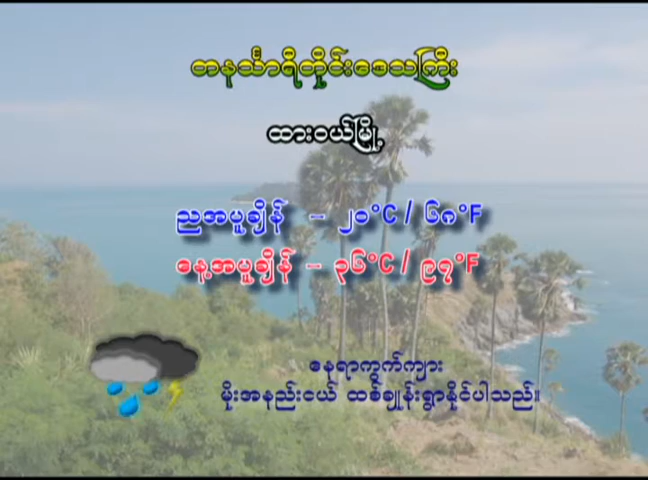 တနင်္သာရီတိုင်းဒေသကြီး
ထားဝယ်မြို့
ညအပူချိန် - ၂၀°C / ၆၈°F
နေ့အပူချိန် - ၃၆°C / ၉၇°F
နေရာကွက်ကျား
မိုးအနည်းငယ် ထစ်ချုန်းရွာနိုင်ပါသည်။